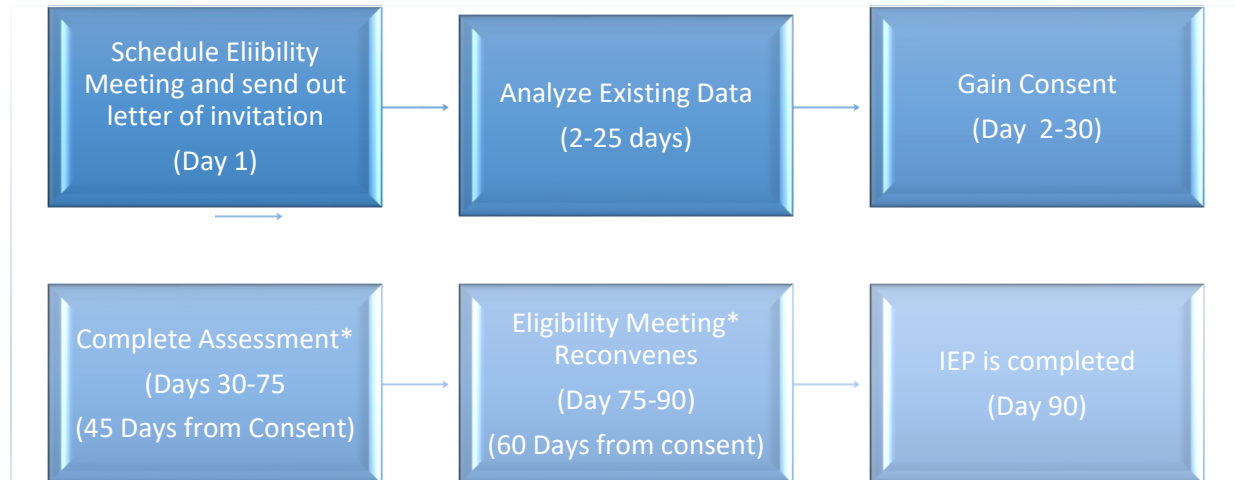 Schedule Eliibility
Meeting and send out
letter of invitation
(Day 1)
Analyze Existing Data
(2-25 days)
Gain Consent
(Day 2-30)
Complete Assessment*
(Days 30-75
(45 Days from Consent)
Eligibility Meeting*
Reconvenes
(Day 75-90)
(60 Days from consent)
IEP is completed
(Day 90)